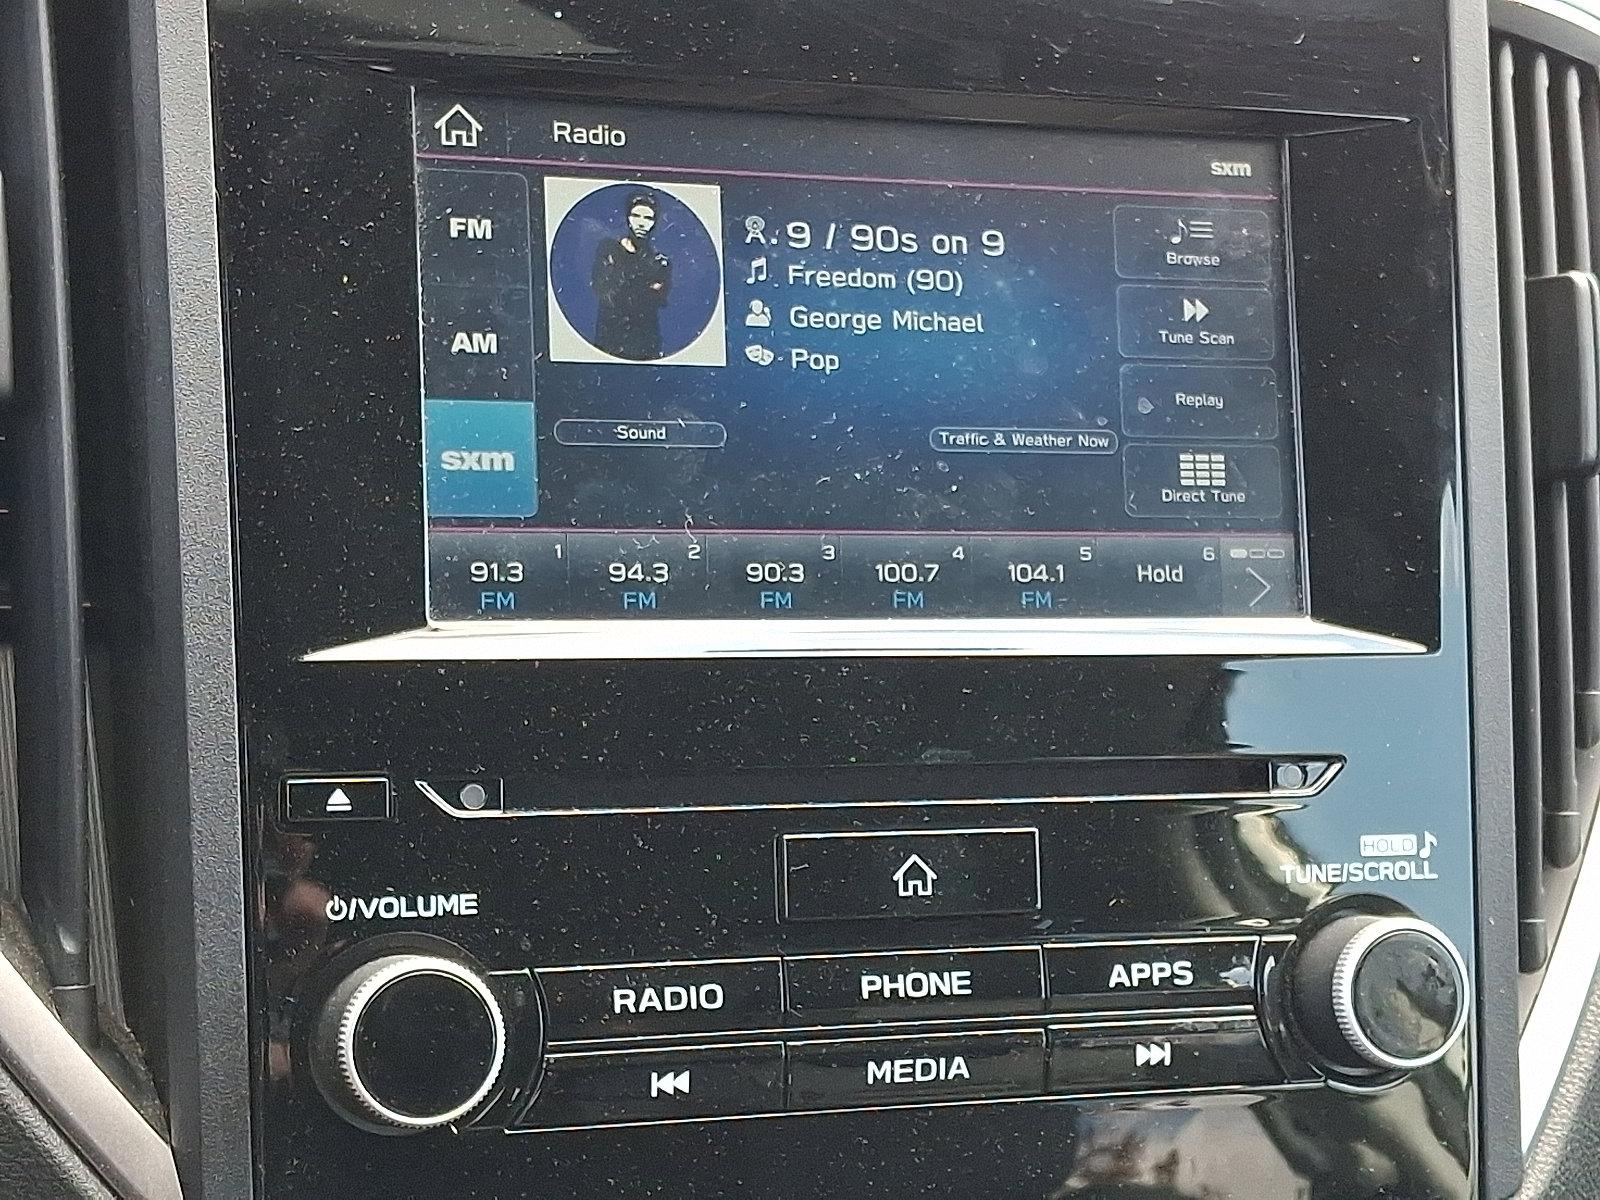 Radio
sxm
FM
AM
sxm
9 / 90s on 9
Freedom (90)
George Michael
Pop
Sound
Traffic & Weather Now
Browse
Tune Scan
Replay
Direct Tune
1 2 3 4 5 6
91.3 94.3 90.3 100.7 104.1 Hold
FM FM FM FM FM
HOLD
TUNE/SCROLL
/VOLUME
RADIO PHONE APPS
MEDIA